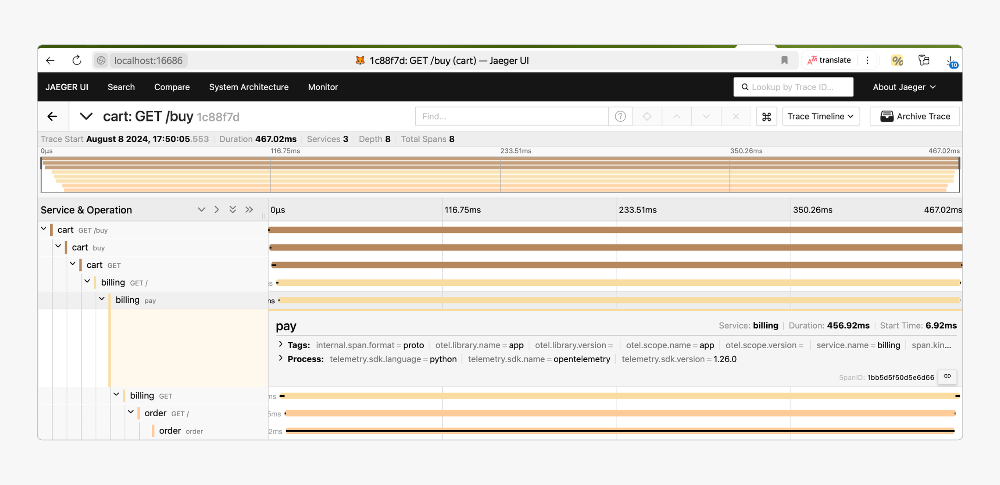 localhost:16686 1c88f7d: GET /buy (cart) — Jaeger UI translate 10
JAEGER UI Search Compare System Architecture Monitor Lookup by Trace ID... About Jaeger
cart: GET /buy 1c88f7d Find... Trace Timeline Archive Trace
Trace Start August 8 2024, 17:50:05.553 Duration 467.02ms Services 3 Depth 8 Total Spans 8
0μs 116.75ms 233.51ms 350.26ms 467.02ms
Service & Operation 0μs 116.75ms 233.51ms 350.26ms 467.02ms
cart GET /buy
cart buy
cart GET
billing GET /
billing pay
pay Service: billing Duration: 456.92ms Start Time: 6.92ms
Tags: internal.span.format = proto otel.library.name = app otel.library.version = otel.scope.name = app otel.scope.version = service.name = billing span.kin...
Process: telemetry.sdk.language = python telemetry.sdk.name = opentelemetry telemetry.sdk.version = 1.26.0
SpanID: 1bb5d5f50d5e6d66
billing GET
order GET / 5ms
order order 2ms